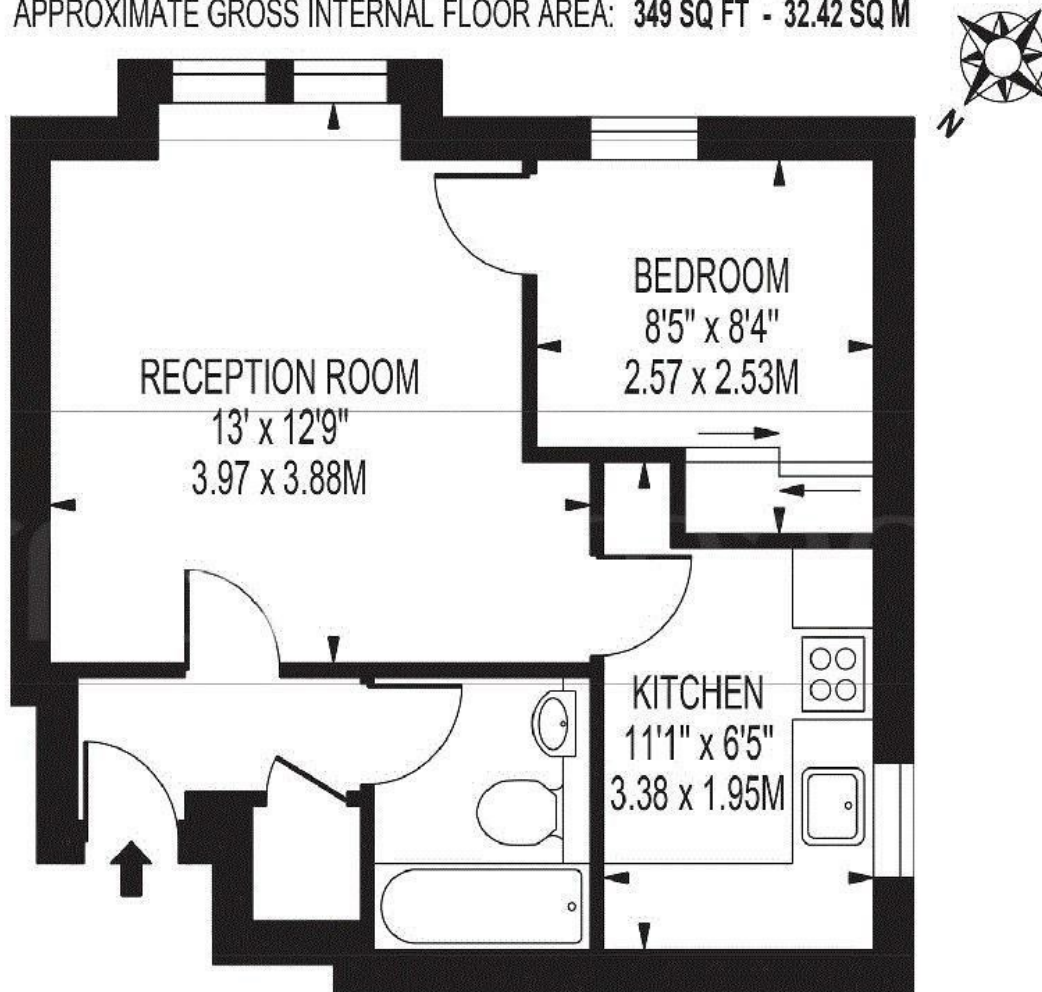 APPROXIMATE GROSS INTERNAL FLOOR AREA: 349 SQ FT - 32.42 SQ M
N
BEDROOM
8'5" x 8'4"
2.57 x 2.53M
RECEPTION ROOM
13' x 12'9"
3.97 x 3.88M
KITCHEN
11'1" x 6'5"
3.38 x 1.95M